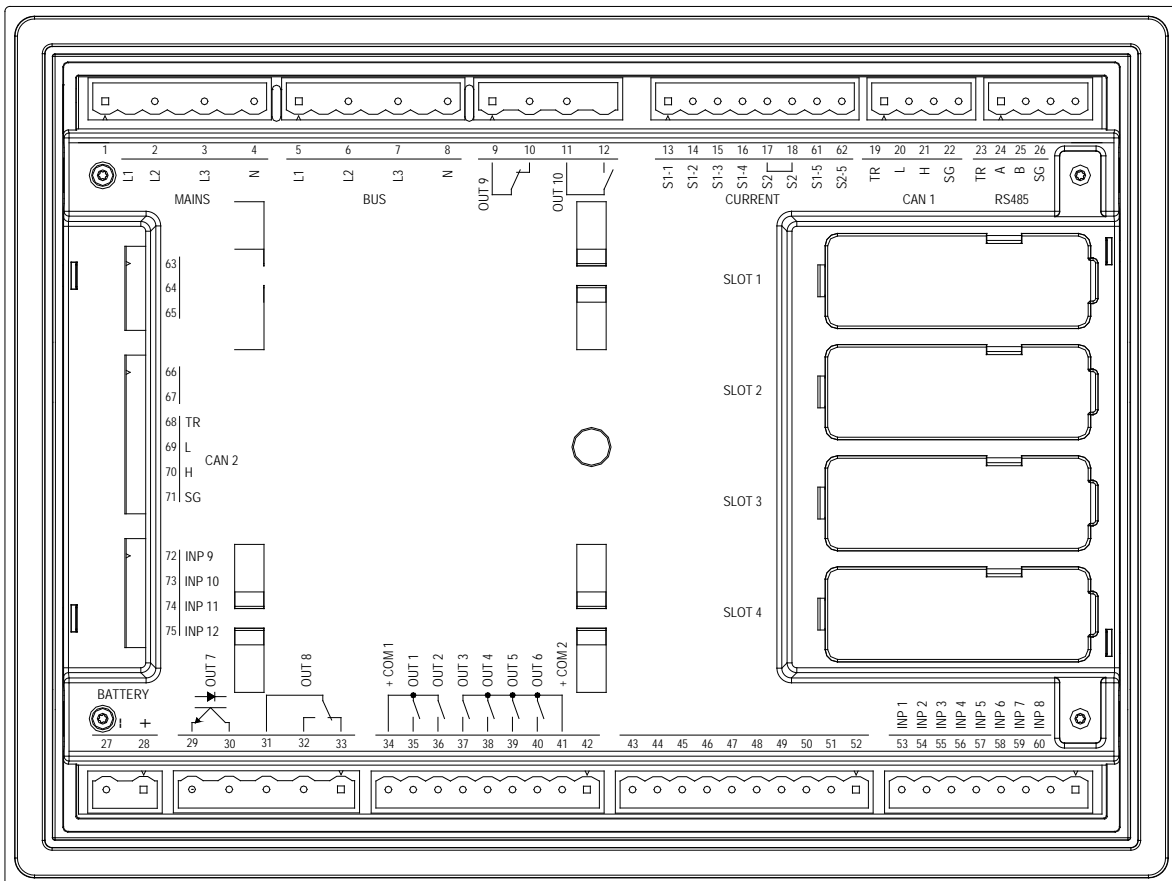 1 2 3 4 5 6 7 8 9 10 11 12 13 14 15 16 17 18 61 62 19 20 21 22 23 24 25 26
L1 L2 L3 N L1 L2 L3 N OUT 9 OUT 10 S1-1 S1-2 S1-3 S1-4 S2 S2 S1-5 S2-5 TR L H SG TR A B SG
MAINS BUS CURRENT CAN 1 RS485
63
64
65
SLOT 1
66
67
68 TR
69 L
70 H
71 SG
CAN 2
SLOT 2
SLOT 3
72 INP 9
73 INP 10
74 INP 11
75 INP 12
SLOT 4
BATTERY OUT 7 OUT 8 + COM 1 OUT 1 OUT 2 OUT 3 OUT 4 OUT 5 OUT 6 + COM 2
-- + INP 1 INP 2 INP 3 INP 4 INP 5 INP 6 INP 7 INP 8
27 28 29 30 31 32 33 34 35 36 37 38 39 40 41 42 43 44 45 46 47 48 49 50 51 52 53 54 55 56 57 58 59 60